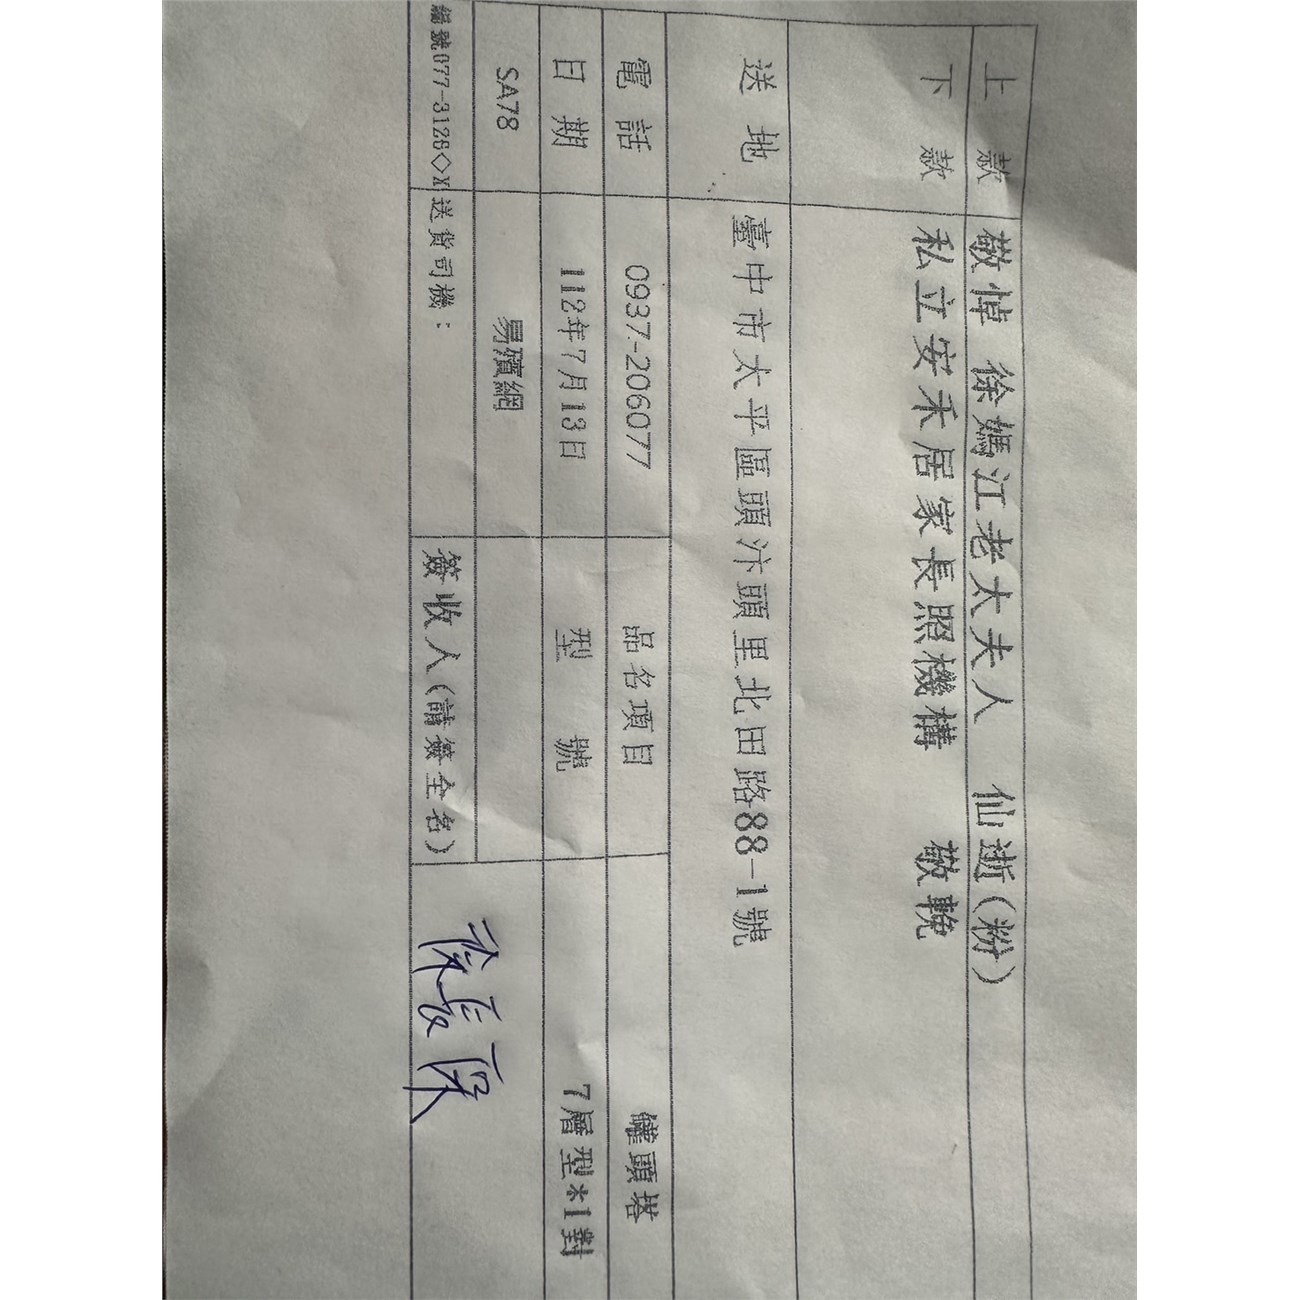 上款 敬悼 徐媽江老太夫人 仙逝(粉)
下款 私立安禾居家長照機構 敬輓
送地 臺中市太平區頭汴頭里北田路88-1號
電話 0937-206077 品名項目 罐頭塔
日期 112年7月13日 型號 7層型*1對
SA78 易殯網
編號077-3126◇X 送貨司機： 簽收人(請簽全名)